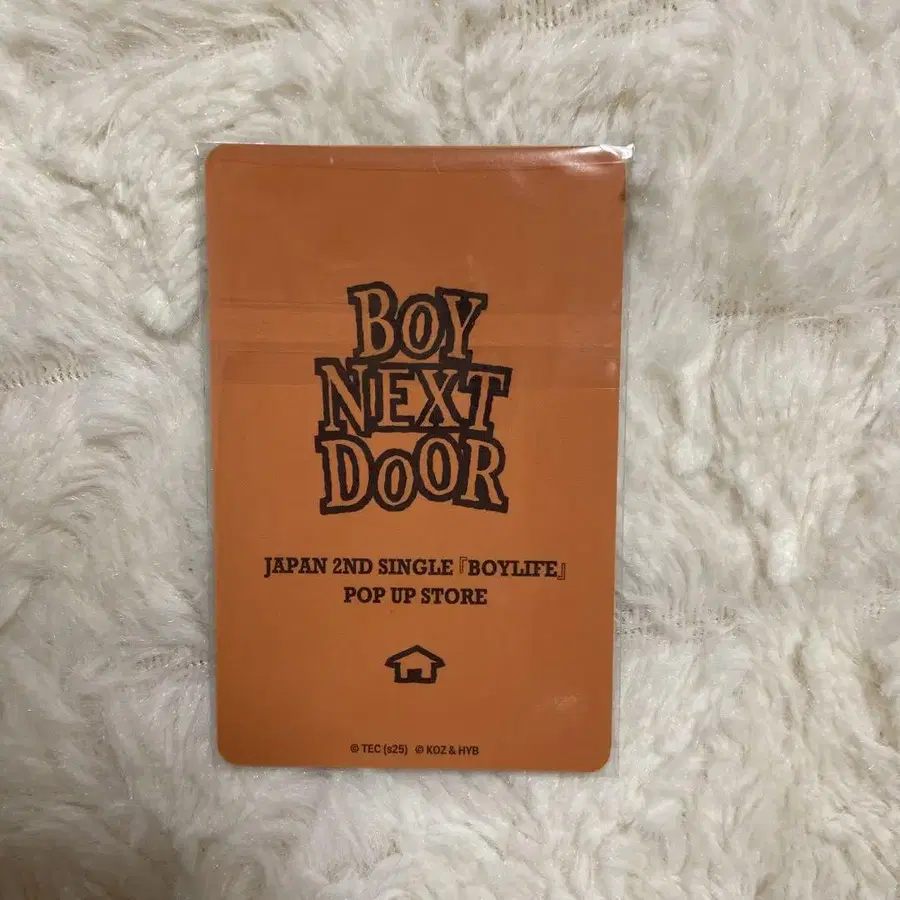 BOY
NEXT
DOOR
JAPAN 2ND SINGLE『BOYLIFE』
POP UP STORE
© TEC (s25) © KOZ & HYB